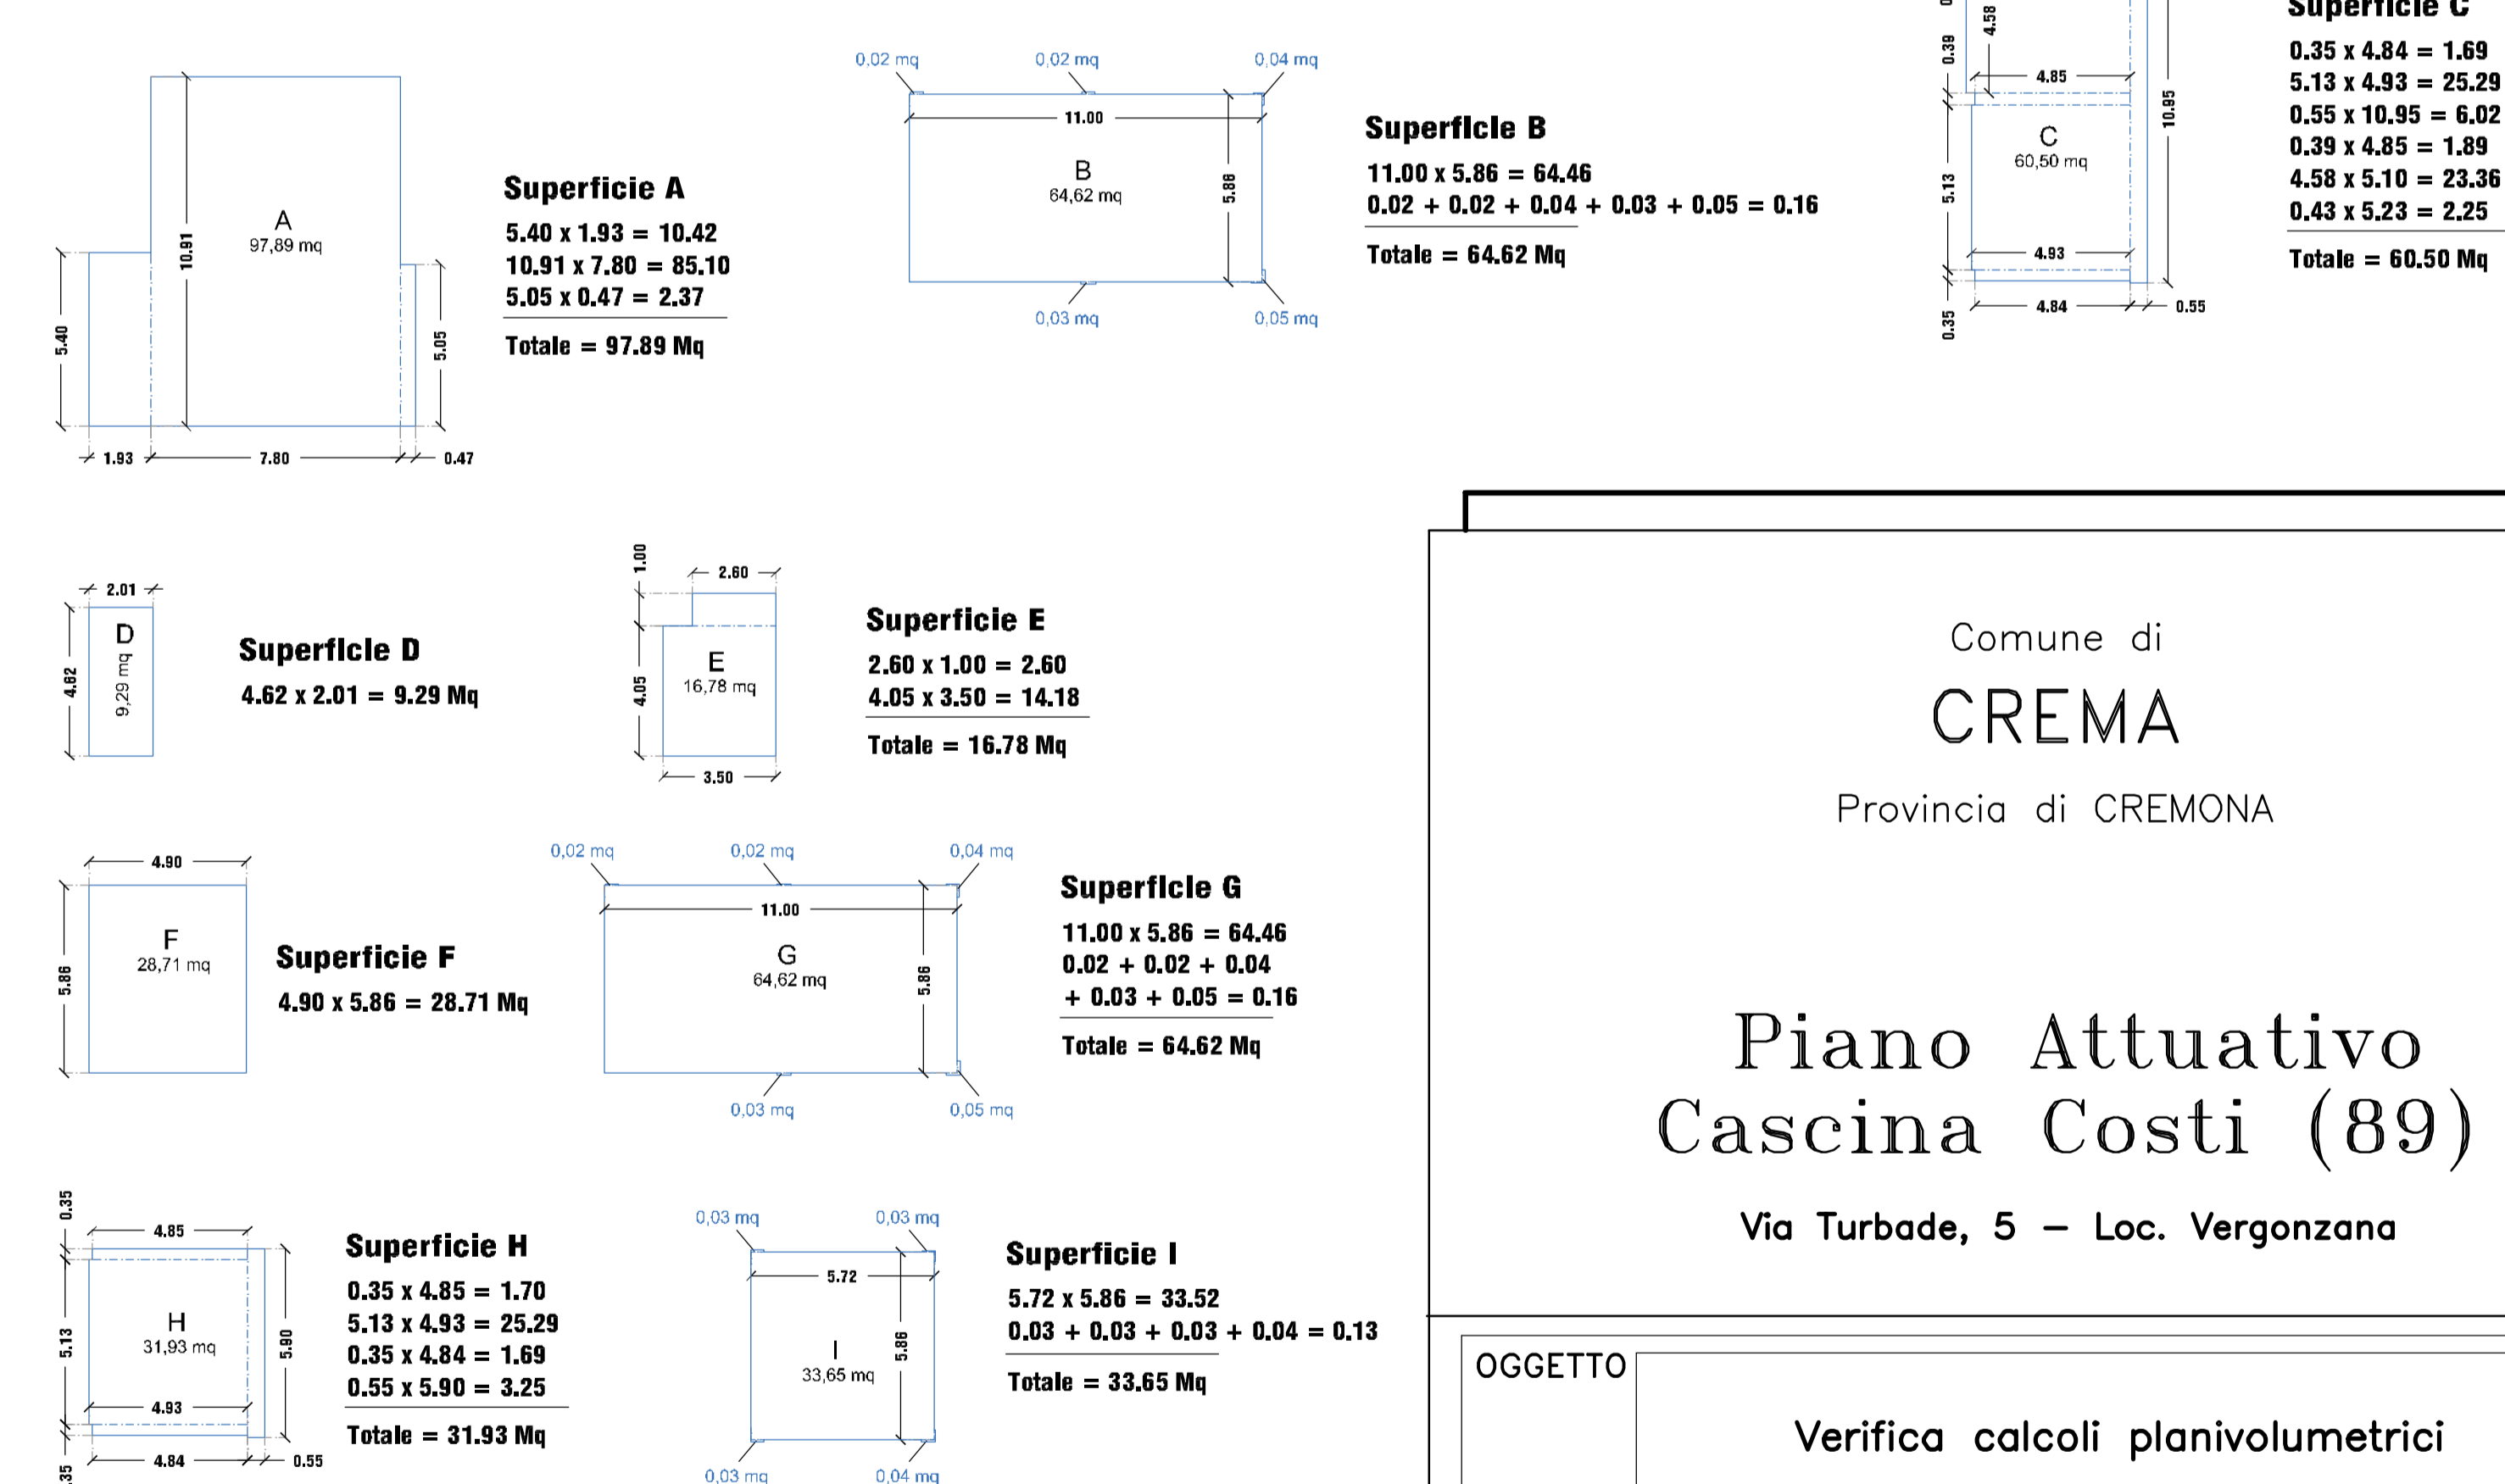 10.91
A
97,89 mq
5.40
5.05
1.93
7.80
0.47
Superficie A
5.40 x 1.93 = 10.42
10.91 x 7.80 = 85.10
5.05 x 0.47 = 2.37
Totale = 97.89 Mq
0,02 mq
0,02 mq
0,04 mq
11.00
B
64,62 mq
5.86
0,03 mq
0,05 mq
Superficie B
11.00 x 5.86 = 64.46
0.02 + 0.02 + 0.04 + 0.03 + 0.05 = 0.16
Totale = 64.62 Mq
4.58
0.39
4.85
10.95
C
60,50 mq
5.13
4.93
0.35
4.84
0.55
Superficie C
0.35 x 4.84 = 1.69
5.13 x 4.93 = 25.29
0.55 x 10.95 = 6.02
0.39 x 4.85 = 1.89
4.58 x 5.10 = 23.36
0.43 x 5.23 = 2.25
Totale = 60.50 Mq
2.01
D
9,29 mq
4.62
Superficie D
4.62 x 2.01 = 9.29 Mq
1.00
2.60
E
16,78 mq
4.05
3.50
Superficie E
2.60 x 1.00 = 2.60
4.05 x 3.50 = 14.18
Totale = 16.78 Mq
4.90
F
28,71 mq
5.86
Superficie F
4.90 x 5.86 = 28.71 Mq
0,02 mq
0,02 mq
0,04 mq
11.00
G
64,62 mq
5.86
0,03 mq
0,05 mq
Superficie G
11.00 x 5.86 = 64.46
0.02 + 0.02 + 0.04
+ 0.03 + 0.05 = 0.16
Totale = 64.62 Mq
0.35
4.85
H
31,93 mq
5.13
5.90
4.93
4.84
0.55
Superficie H
0.35 x 4.85 = 1.70
5.13 x 4.93 = 25.29
0.35 x 4.84 = 1.69
0.55 x 5.90 = 3.25
Totale = 31.93 Mq
0,03 mq
0,03 mq
5.72
I
33,65 mq
5.86
0,03 mq
0,04 mq
Superficie I
5.72 x 5.86 = 33.52
0.03 + 0.03 + 0.03 + 0.04 = 0.13
Totale = 33.65 Mq
Comune di
CREMA
Provincia di CREMONA
Piano Attuativo
Cascina Costi (89)
Via Turbade, 5 – Loc. Vergonzana
OGGETTO
Verifica calcoli planivolumetrici